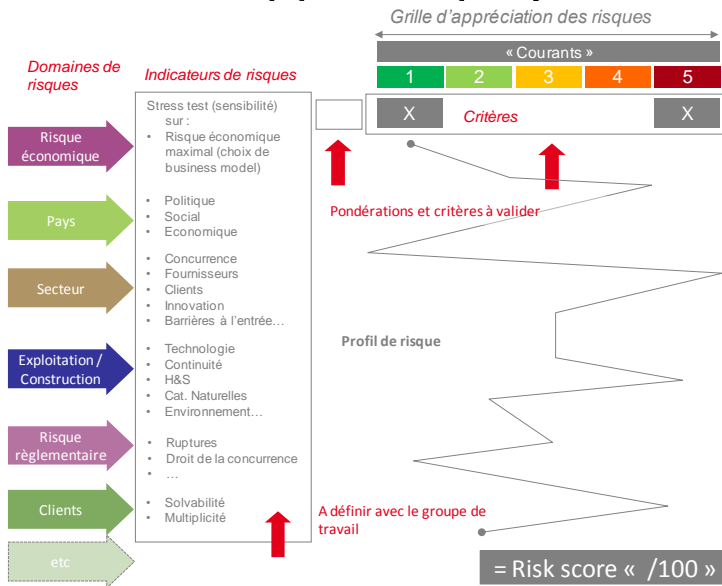 Grille d'appréciation des risques
« Courants »
Domaines de
risques
Indicateurs de risques
1 2 3 4 5
Stress test (sensibilité)
sur :
• Risque économique
maximal (choix de
business model)
X Critères X
Risque
économique
Pondérations et critères à valider
Pays
• Politique
• Social
• Economique
Secteur
• Concurrence
• Fournisseurs
• Clients
• Innovation
• Barrières à l'entrée…
Profil de risque
Exploitation /
Construction
• Technologie
• Continuité
• H&S
• Cat. Naturelles
• Environnement…
Risque
règlementaire
• Ruptures
• Droit de la concurrence
• …
Clients
• Solvabilité
• Multiplicité
A définir avec le groupe de
travail
etc
= Risk score « /100 »